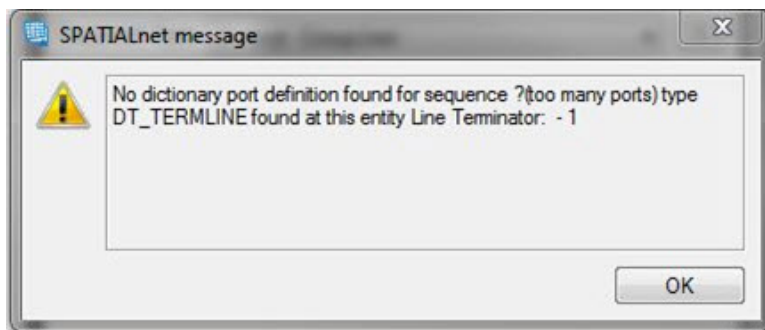 SPATIALnet message
No dictionary port definition found for sequence ?(too many ports) type
DT_TERMLINE found at this entity Line Terminator: - 1
OK